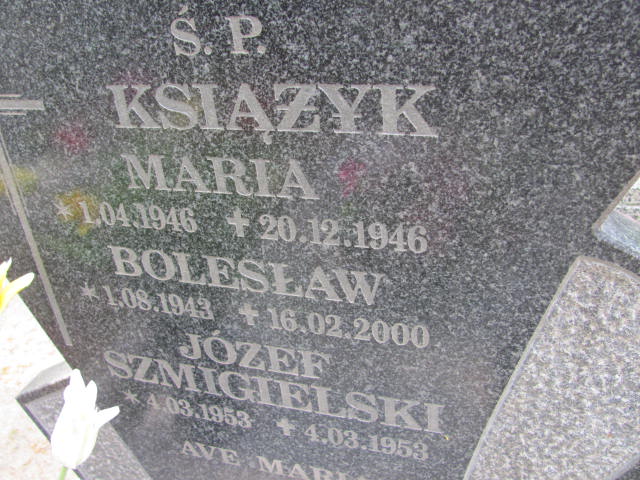 Ś. P.
KSIĄŻYK
MARIA
* 1.04.1946 ✝ 20.12.1946
BOLESŁAW
* 1.08.1943 ✝ 16.02.2000
JÓZEF
SZMIGIELSKI
* 4.03.1953 ✝ 4.03.1953
AVE MARIA